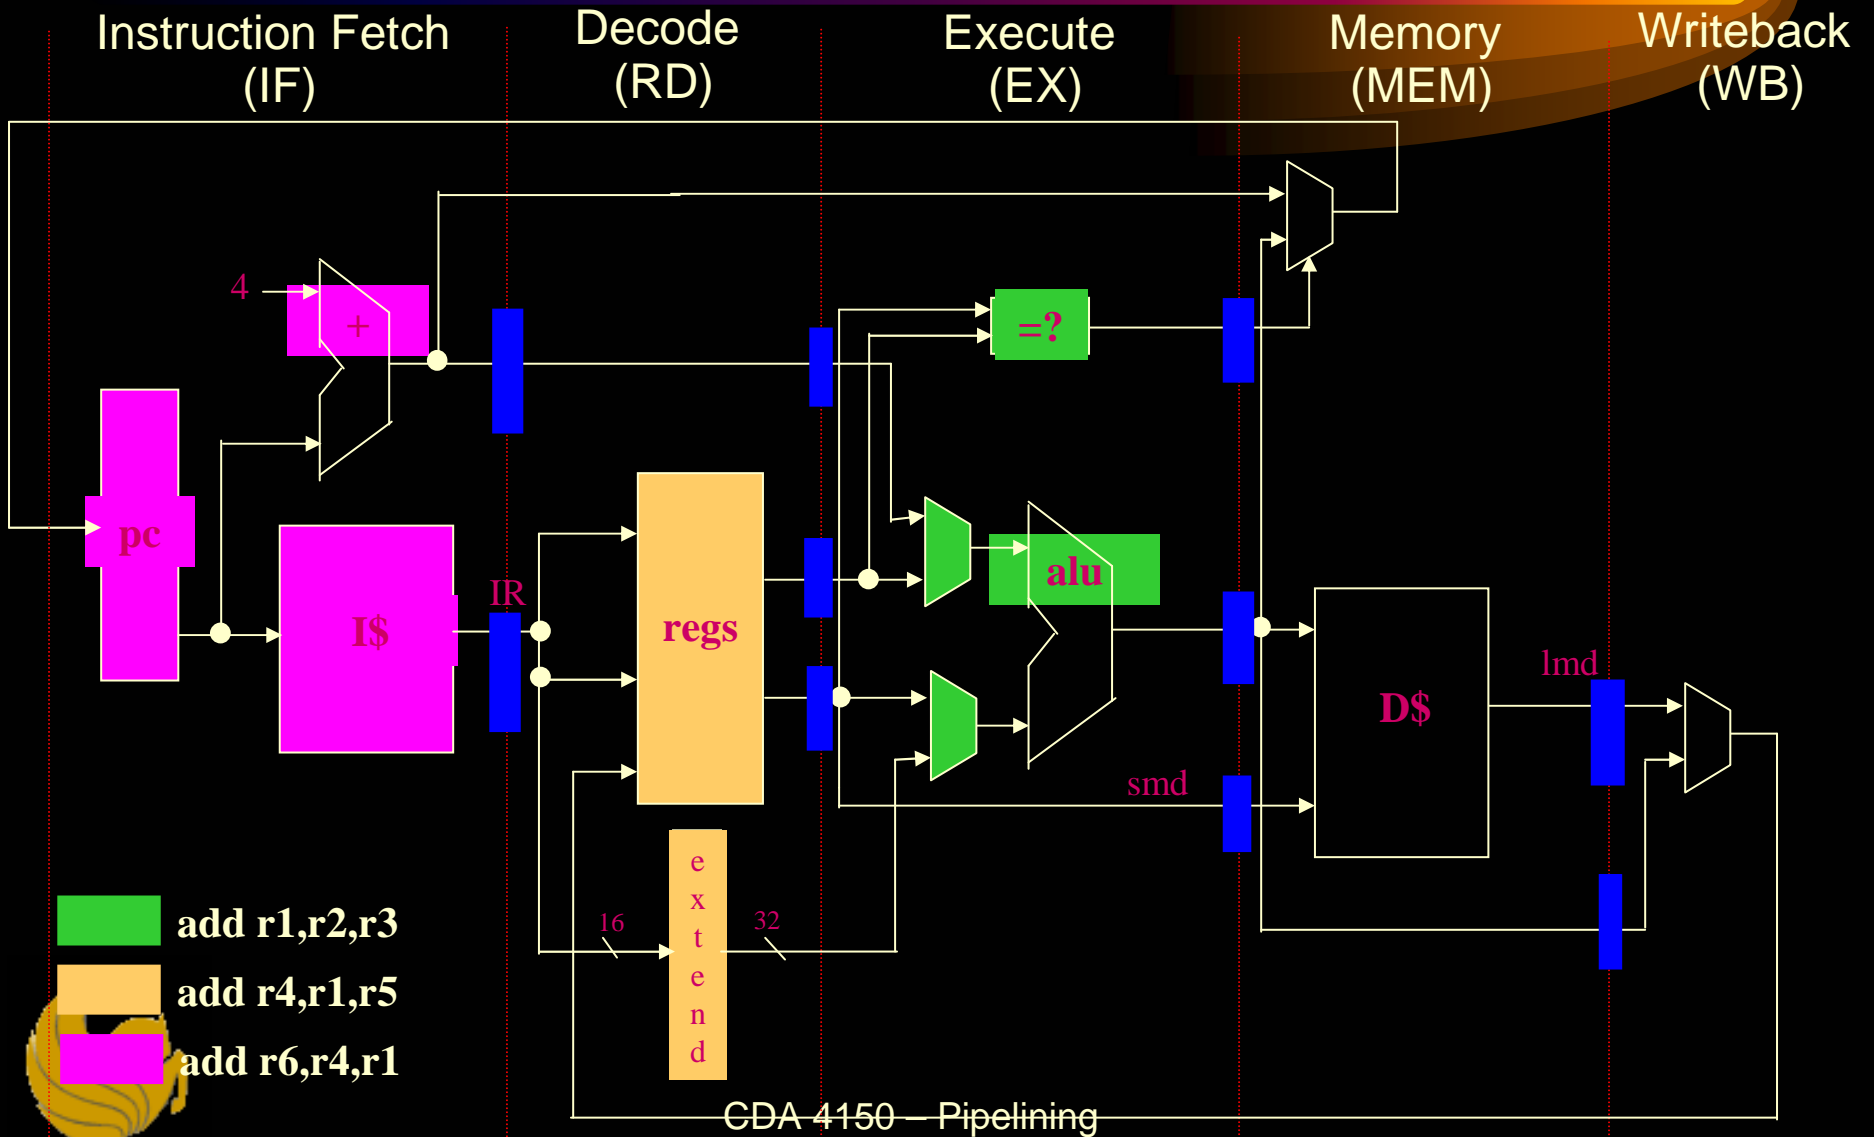 Instruction Fetch
(IF)
Decode
(RD)
Execute
(EX)
Memory
(MEM)
Writeback
(WB)
4
+
=?
pc
I$
IR
regs
alu
D$
lmd
smd
e
x
t
e
n
d
16
32
add r1,r2,r3
add r4,r1,r5
add r6,r4,r1
CDA 4150 – Pipelining